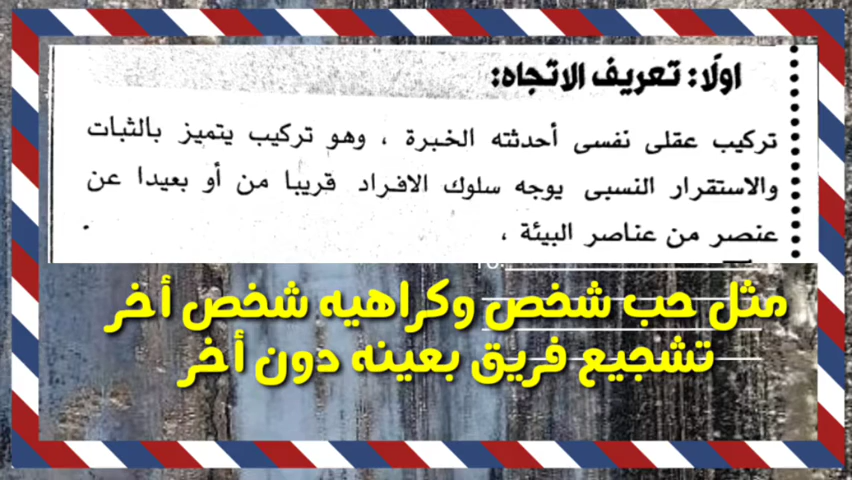 اولًا: تعريف الاتجاه:
تركيب عقلى نفسى أحدثته الخبرة ، وهو تركيب يتميز بالثبات
والاستقرار النسبى يوجه سلوك الافراد قريبا من أو بعيدا عن
عنصر من عناصر البيئة ،
مثل حب شخص وكراهيه شخص أخر
تشجيع فريق بعينه دون أخر